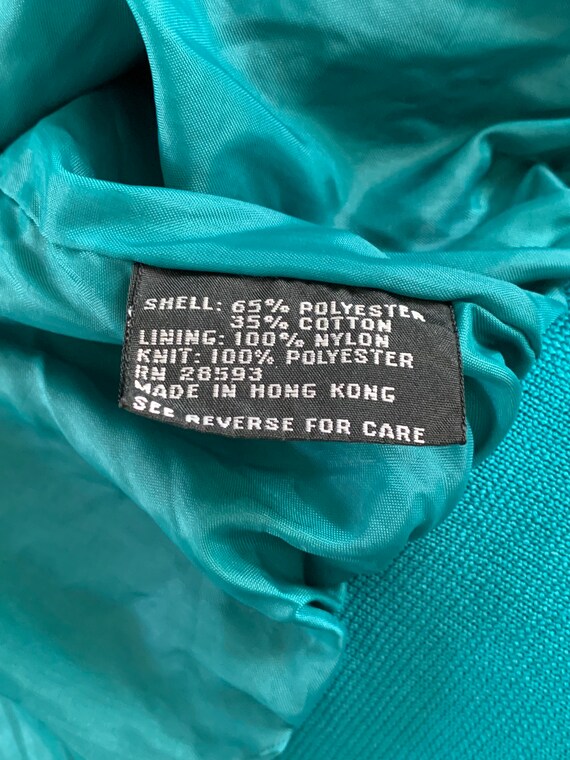 SHELL: 65% POLYESTER
35% COTTON
LINING: 100% NYLON
KNIT: 100% POLYESTER
RN 28593
MADE IN HONG KONG
SEE REVERSE FOR CARE